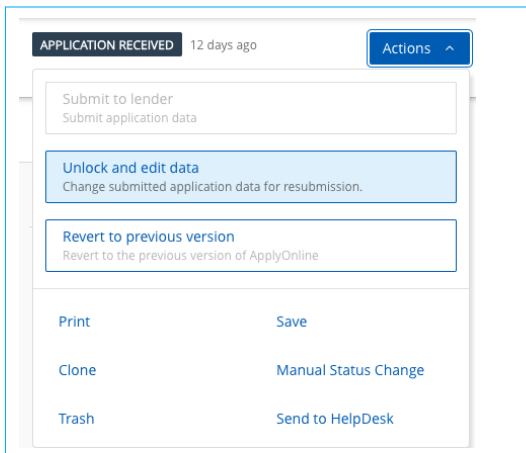 APPLICATION RECEIVED 12 days ago Actions
Submit to lender
Submit application data
Unlock and edit data
Change submitted application data for resubmission.
Revert to previous version
Revert to the previous version of ApplyOnline
Print Save
Clone Manual Status Change
Trash Send to HelpDesk